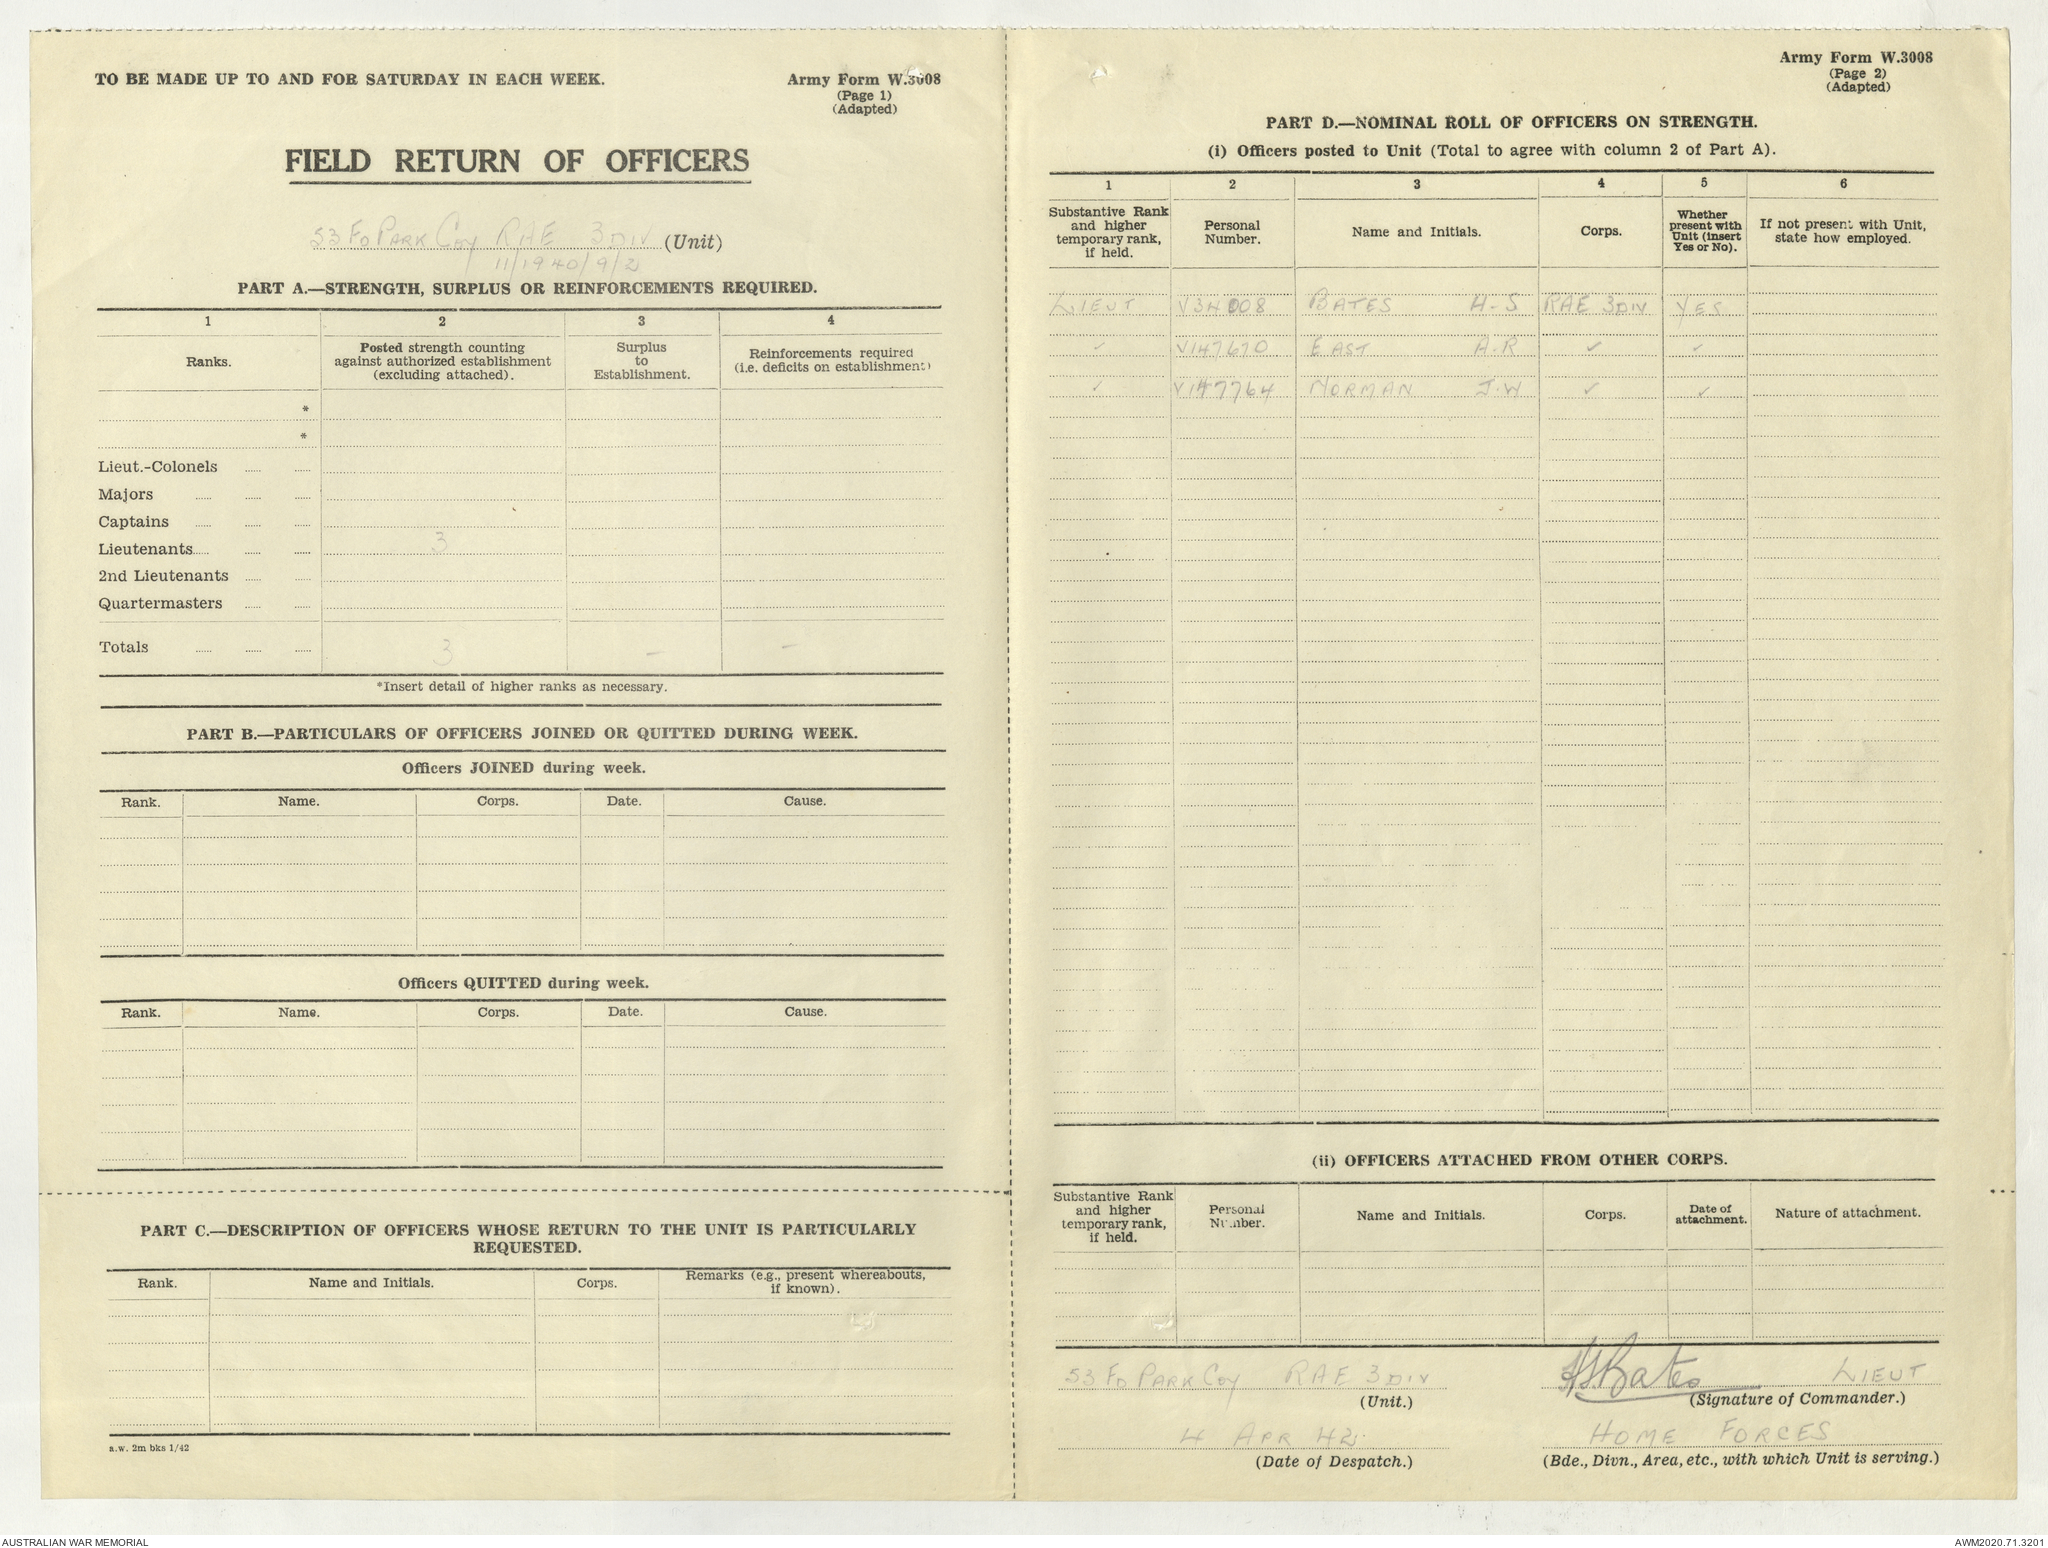 TO BE MADE UP TO AND FOR SATURDAY IN EACH WEEK.
Army Form W.3008
(Page 1)
(Adapted)
FIELD RETURN OF OFFICERS
53 FD PARK COY RAE 3 DIV (Unit)
11/1940/9/2
PART A.—STRENGTH, SURPLUS OR REINFORCEMENTS REQUIRED.
1 2 3 4
Ranks. Posted strength counting against authorized establishment (excluding attached). Surplus to Establishment. Reinforcements required (i.e. deficits on establishment)
*
*
Lieut.-Colonels
Majors
Captains
Lieutenants 3
2nd Lieutenants
Quartermasters
Totals 3 – –
*Insert detail of higher ranks as necessary.
PART B.—PARTICULARS OF OFFICERS JOINED OR QUITTED DURING WEEK.
Officers JOINED during week.
Rank. Name. Corps. Date. Cause.
Officers QUITTED during week.
Rank. Name. Corps. Date. Cause.
PART C.—DESCRIPTION OF OFFICERS WHOSE RETURN TO THE UNIT IS PARTICULARLY
REQUESTED.
Rank. Name and Initials. Corps. Remarks (e.g., present whereabouts, if known).
a.w. 2m bks 1/42
Army Form W.3008
(Page 2)
(Adapted)
PART D.—NOMINAL ROLL OF OFFICERS ON STRENGTH.
(i) Officers posted to Unit (Total to agree with column 2 of Part A).
1 2 3 4 5 6
Substantive Rank and higher temporary rank, if held. Personal Number. Name and Initials. Corps. Whether present with Unit (insert Yes or No). If not present with Unit, state how employed.
LIEUT V34008 BATES H-S RAE 3DIV YES
✓ V147670 EAST A.R ✓ ✓
✓ V147764 NORMAN J.W ✓ ✓
(ii) OFFICERS ATTACHED FROM OTHER CORPS.
Substantive Rank and higher temporary rank, if held. Personal Number. Name and Initials. Corps. Date of attachment. Nature of attachment.
53 FD PARK COY RAE 3 DIV
(Unit.)
HS Bates LIEUT
(Signature of Commander.)
4 APR 42
(Date of Despatch.)
HOME FORCES
(Bde., Divn., Area, etc., with which Unit is serving.)
AUSTRALIAN WAR MEMORIAL
AWM2020.71.3201